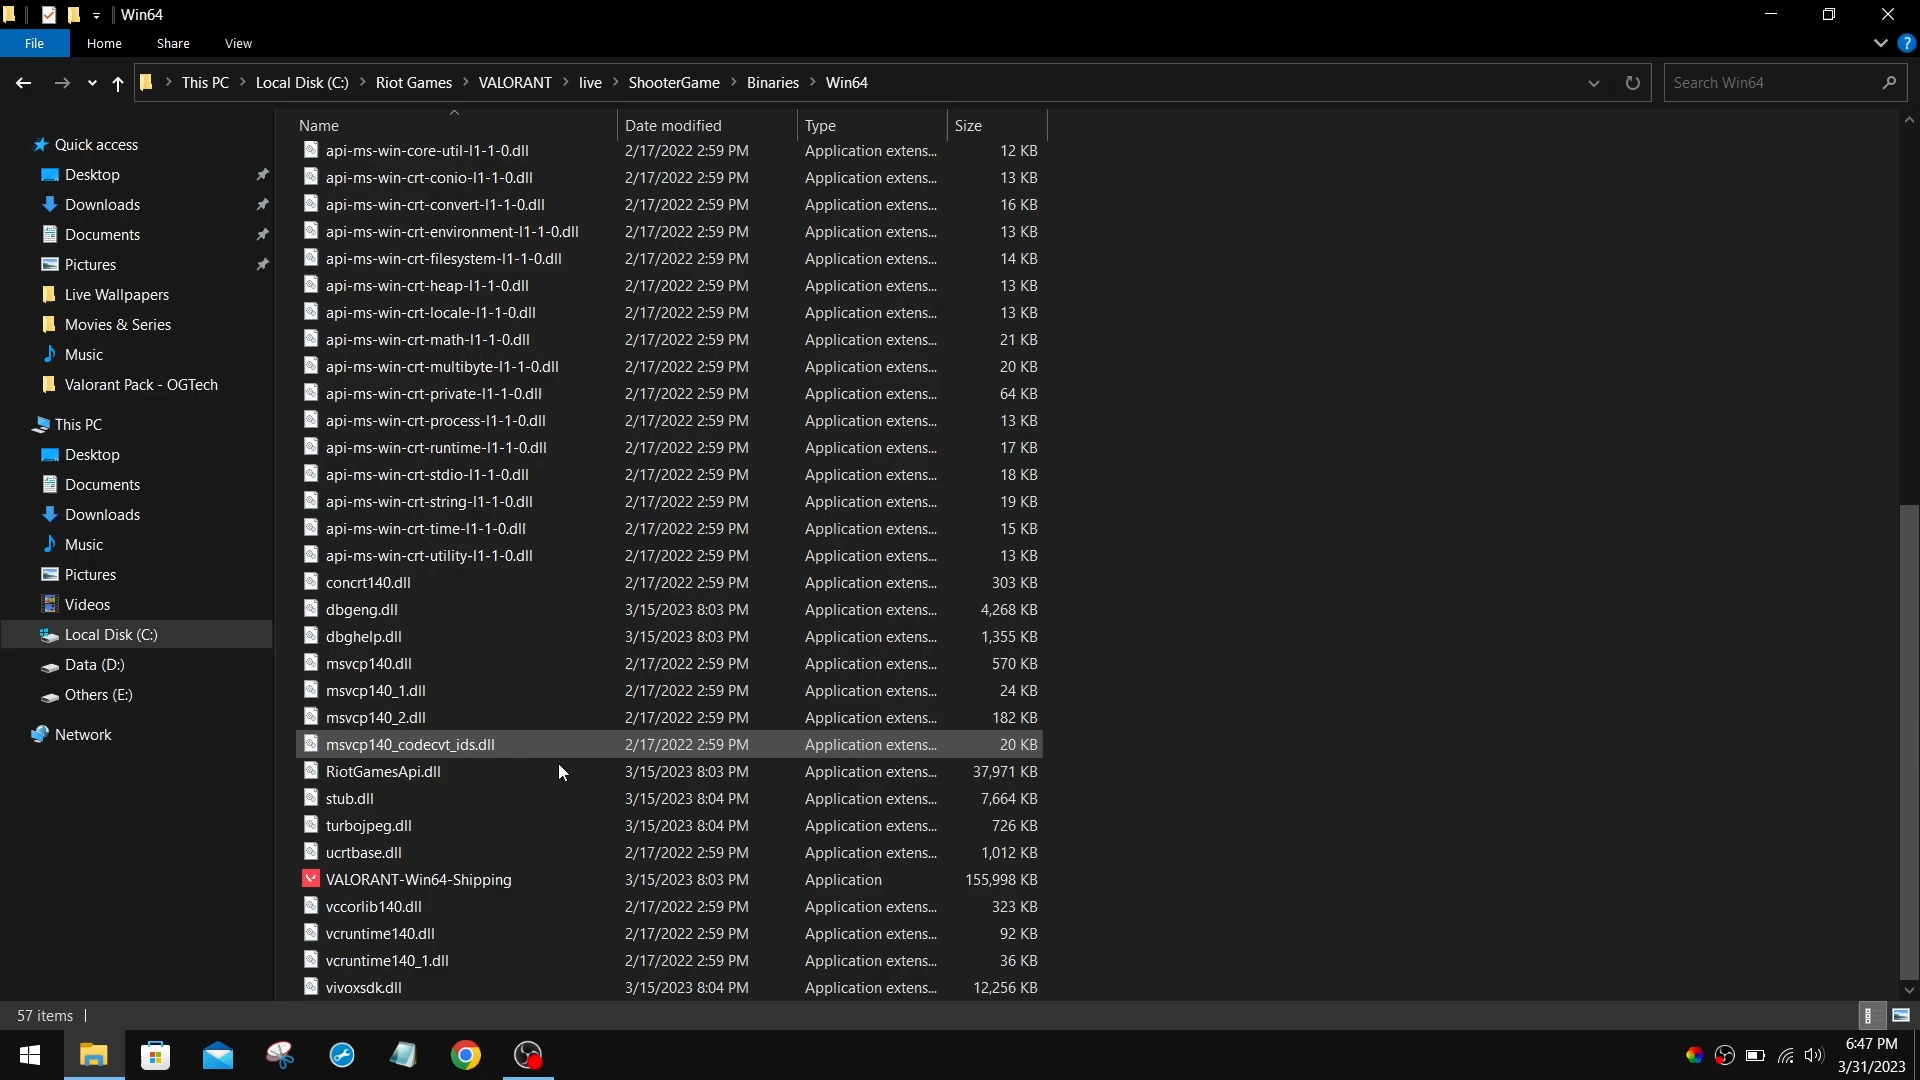 Win64
File Home Share View
This PC Local Disk (C:) Riot Games VALORANT live ShooterGame Binaries Win64 Search Win64
Name Date modified Type Size
Quick access
Desktop
Downloads
Documents
Pictures
Live Wallpapers
Movies & Series
Music
Valorant Pack - OGTech
This PC
Desktop
Documents
Downloads
Music
Pictures
Videos
Local Disk (C:)
Data (D:)
Others (E:)
Network
api-ms-win-core-util-l1-1-0.dll 2/17/2022 2:59 PM Application extens... 12 KB
api-ms-win-crt-conio-l1-1-0.dll 2/17/2022 2:59 PM Application extens... 13 KB
api-ms-win-crt-convert-l1-1-0.dll 2/17/2022 2:59 PM Application extens... 16 KB
api-ms-win-crt-environment-l1-1-0.dll 2/17/2022 2:59 PM Application extens... 13 KB
api-ms-win-crt-filesystem-l1-1-0.dll 2/17/2022 2:59 PM Application extens... 14 KB
api-ms-win-crt-heap-l1-1-0.dll 2/17/2022 2:59 PM Application extens... 13 KB
api-ms-win-crt-locale-l1-1-0.dll 2/17/2022 2:59 PM Application extens... 13 KB
api-ms-win-crt-math-l1-1-0.dll 2/17/2022 2:59 PM Application extens... 21 KB
api-ms-win-crt-multibyte-l1-1-0.dll 2/17/2022 2:59 PM Application extens... 20 KB
api-ms-win-crt-private-l1-1-0.dll 2/17/2022 2:59 PM Application extens... 64 KB
api-ms-win-crt-process-l1-1-0.dll 2/17/2022 2:59 PM Application extens... 13 KB
api-ms-win-crt-runtime-l1-1-0.dll 2/17/2022 2:59 PM Application extens... 17 KB
api-ms-win-crt-stdio-l1-1-0.dll 2/17/2022 2:59 PM Application extens... 18 KB
api-ms-win-crt-string-l1-1-0.dll 2/17/2022 2:59 PM Application extens... 19 KB
api-ms-win-crt-time-l1-1-0.dll 2/17/2022 2:59 PM Application extens... 15 KB
api-ms-win-crt-utility-l1-1-0.dll 2/17/2022 2:59 PM Application extens... 13 KB
concrt140.dll 2/17/2022 2:59 PM Application extens... 303 KB
dbgeng.dll 3/15/2023 8:03 PM Application extens... 4,268 KB
dbghelp.dll 3/15/2023 8:03 PM Application extens... 1,355 KB
msvcp140.dll 2/17/2022 2:59 PM Application extens... 570 KB
msvcp140_1.dll 2/17/2022 2:59 PM Application extens... 24 KB
msvcp140_2.dll 2/17/2022 2:59 PM Application extens... 182 KB
msvcp140_codecvt_ids.dll 2/17/2022 2:59 PM Application extens... 20 KB
RiotGamesApi.dll 3/15/2023 8:03 PM Application extens... 37,971 KB
stub.dll 3/15/2023 8:04 PM Application extens... 7,664 KB
turbojpeg.dll 3/15/2023 8:04 PM Application extens... 726 KB
ucrtbase.dll 2/17/2022 2:59 PM Application extens... 1,012 KB
VALORANT-Win64-Shipping 3/15/2023 8:03 PM Application 155,998 KB
vccorlib140.dll 2/17/2022 2:59 PM Application extens... 323 KB
vcruntime140.dll 2/17/2022 2:59 PM Application extens... 92 KB
vcruntime140_1.dll 2/17/2022 2:59 PM Application extens... 36 KB
vivoxsdk.dll 3/15/2023 8:04 PM Application extens... 12,256 KB
57 items
6:47 PM
3/31/2023